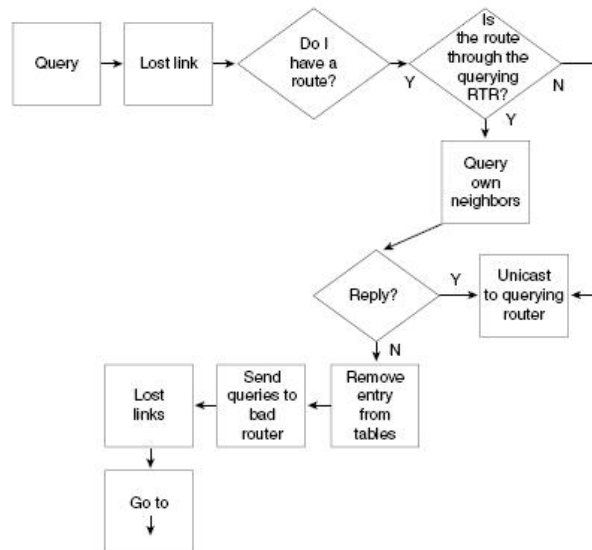 Query
Lost link
Do I
have a
route?
Y
Is
the route
through the
querying
RTR?
N
Y
Query
own
neighbors
Reply?
Y
Unicast
to querying
router
N
Lost
links
Send
queries to
bad
router
Remove
entry
from
tables
Go to